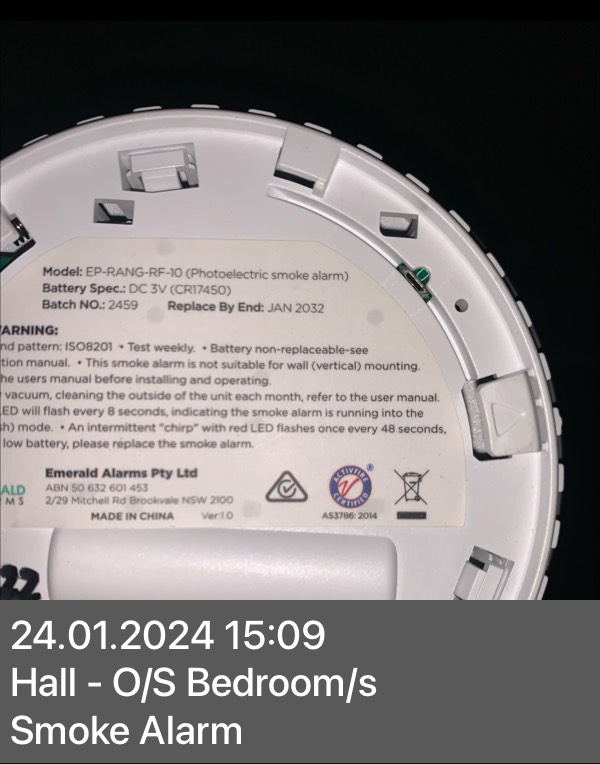 Model: EP-RANG-RF-10 (Photoelectric smoke alarm)
Battery Spec.: DC 3V (CR17450)
Batch NO.: 2459 Replace By End: JAN 2032
ARNING:
nd pattern: ISO8201 • Test weekly. • Battery non-replaceable-see
tion manual. • This smoke alarm is not suitable for wall (vertical) mounting.
he users manual before installing and operating.
vacuum, cleaning the outside of the unit each month, refer to the user manual.
ED will flash every 8 seconds, indicating the smoke alarm is running into the
h) mode. • An intermittent "chirp" with red LED flashes once every 48 seconds,
low battery, please replace the smoke alarm.
Emerald Alarms Pty Ltd
ABN 50 632 601 453
2/29 Mitchell Rd Brookvale NSW 2100
MADE IN CHINA Ver:1.0
ALD
MS
ACTIVFIRE
CERTIFIED
®
AS3786: 2014
22
24.01.2024 15:09
Hall - O/S Bedroom/s
Smoke Alarm